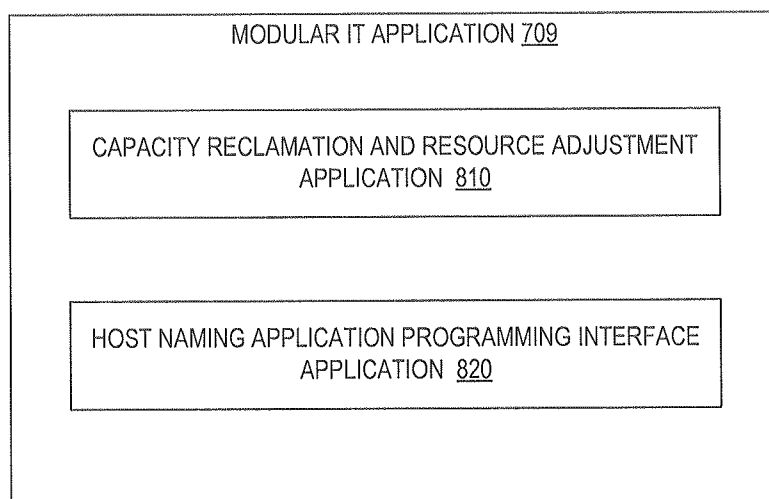 MODULAR IT APPLICATION 709
CAPACITY RECLAMATION AND RESOURCE ADJUSTMENT
APPLICATION 810
HOST NAMING APPLICATION PROGRAMMING INTERFACE
APPLICATION 820